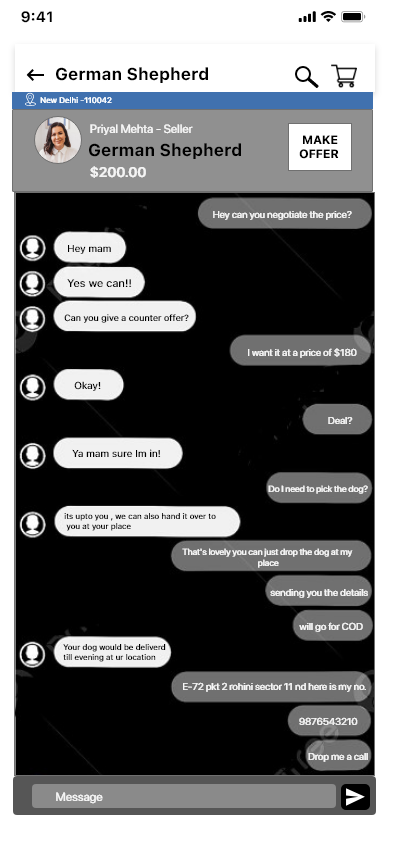 9:41
German Shepherd
New Delhi -110042
Priyal Mehta - Seller
German Shepherd
$200.00
MAKE
OFFER
Hey can you negotiate the price?
Hey mam
Yes we can!!
Can you give a counter offer?
I want it at a price of $180
Okay!
Deal?
Ya mam sure Im in!
Do I need to pick the dog?
its upto you , we can also hand it over to
you at your place
That's lovely you can just drop the dog at my
place
sending you the details
will go for COD
Your dog would be deliverd
till evening at ur location
E-72 pkt 2 rohini sector 11 nd here is my no.
9876543210
Drop me a call
Message